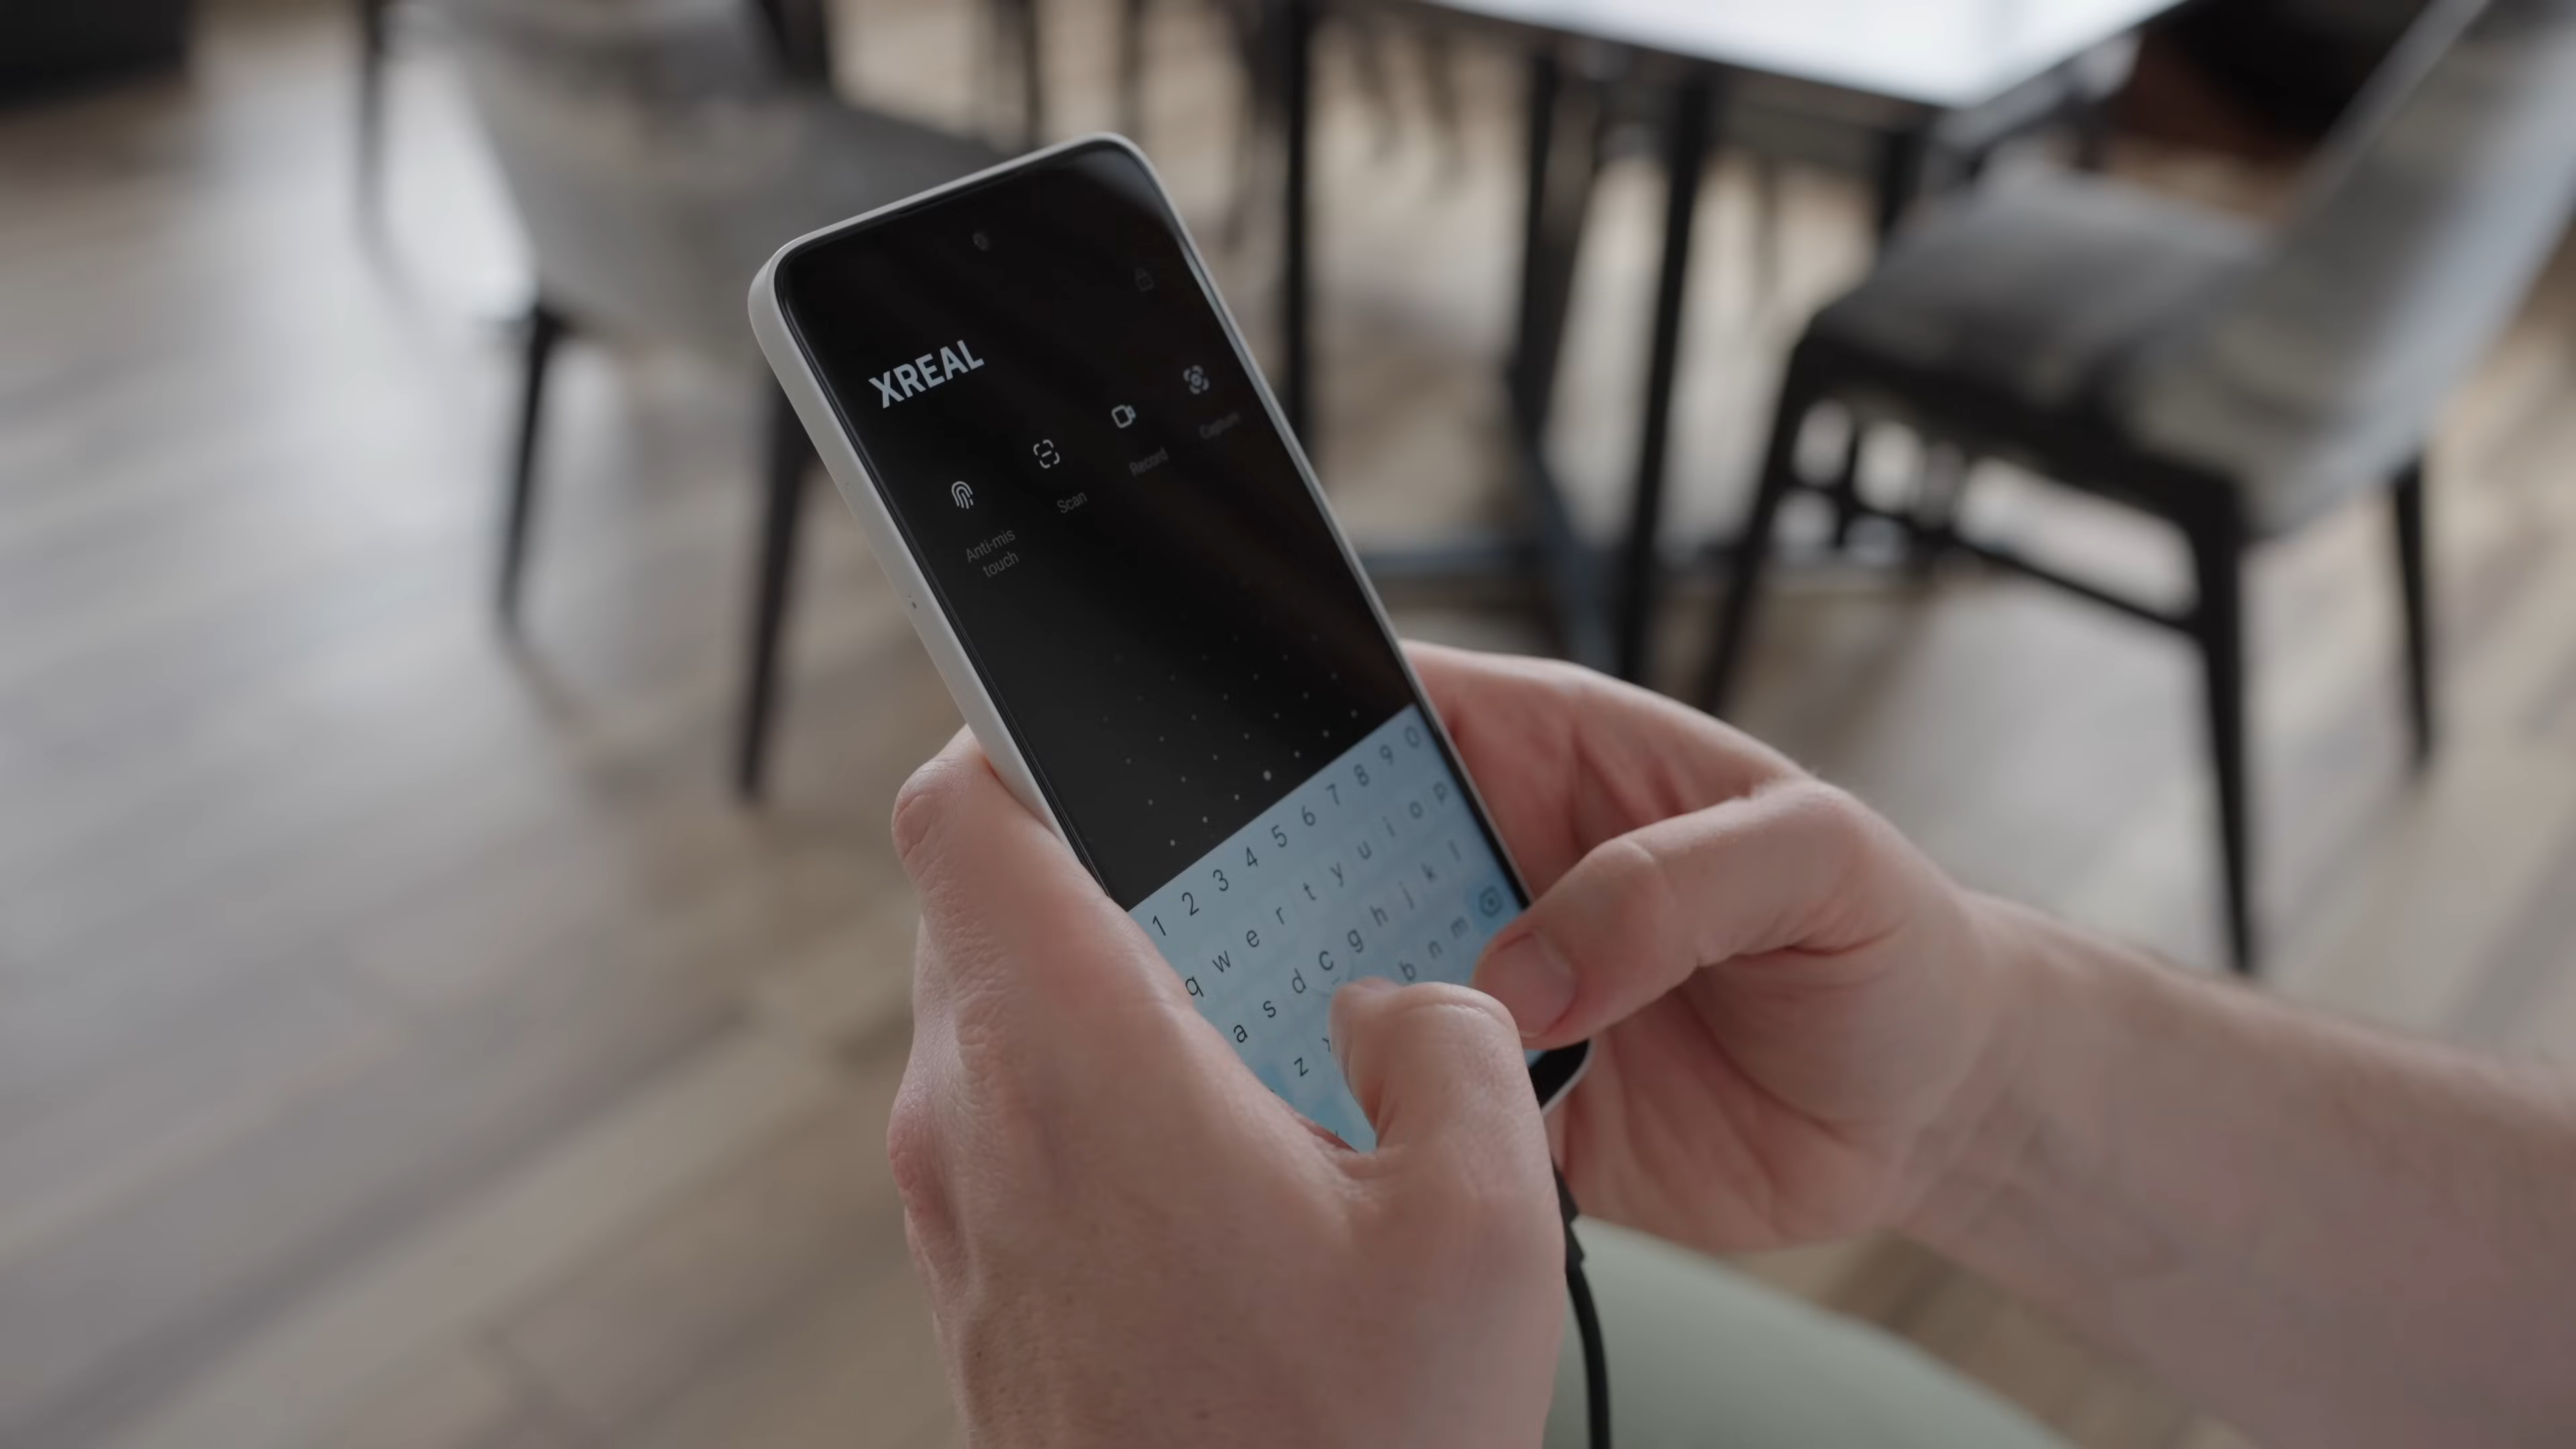 XREAL
Anti-mis
touch
Scan
Record
Capture
1 2 3 4 5 6 7 8 9 0
q w e r t y u i o p
a s d c g h j k l
z b n m